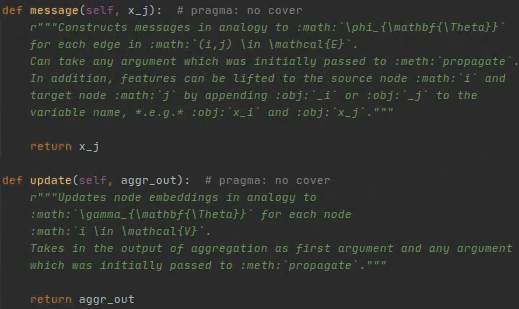 def message(self, x_j):  # pragma: no cover
    r"""Constructs messages in analogy to :math:`\phi_{\mathbf{\Theta}}`
    for each edge in :math:`(i,j) \in \mathcal{E}`.
    Can take any argument which was initially passed to :meth:`propagate`.
    In addition, features can be lifted to the source node :math:`i` and
    target node :math:`j` by appending :obj:`_i` or :obj:`_j` to the
    variable name, *.e.g.* :obj:`x_i` and :obj:`x_j`."""
    return x_j
def update(self, aggr_out):  # pragma: no cover
    r"""Updates node embeddings in analogy to
    :math:`\gamma_{\mathbf{\Theta}}` for each node
    :math:`i \in \mathcal{V}`.
    Takes in the output of aggregation as first argument and any argument
    which was initially passed to :meth:`propagate`."""
    return aggr_out